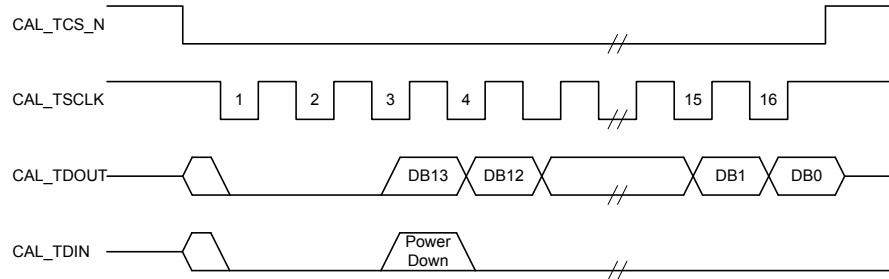 CAL_TCS_N
CAL_TSCLK 1 2 3 4 15 16
CAL_TDOUT DB13 DB12 DB1 DB0
CAL_TDIN Power
Down